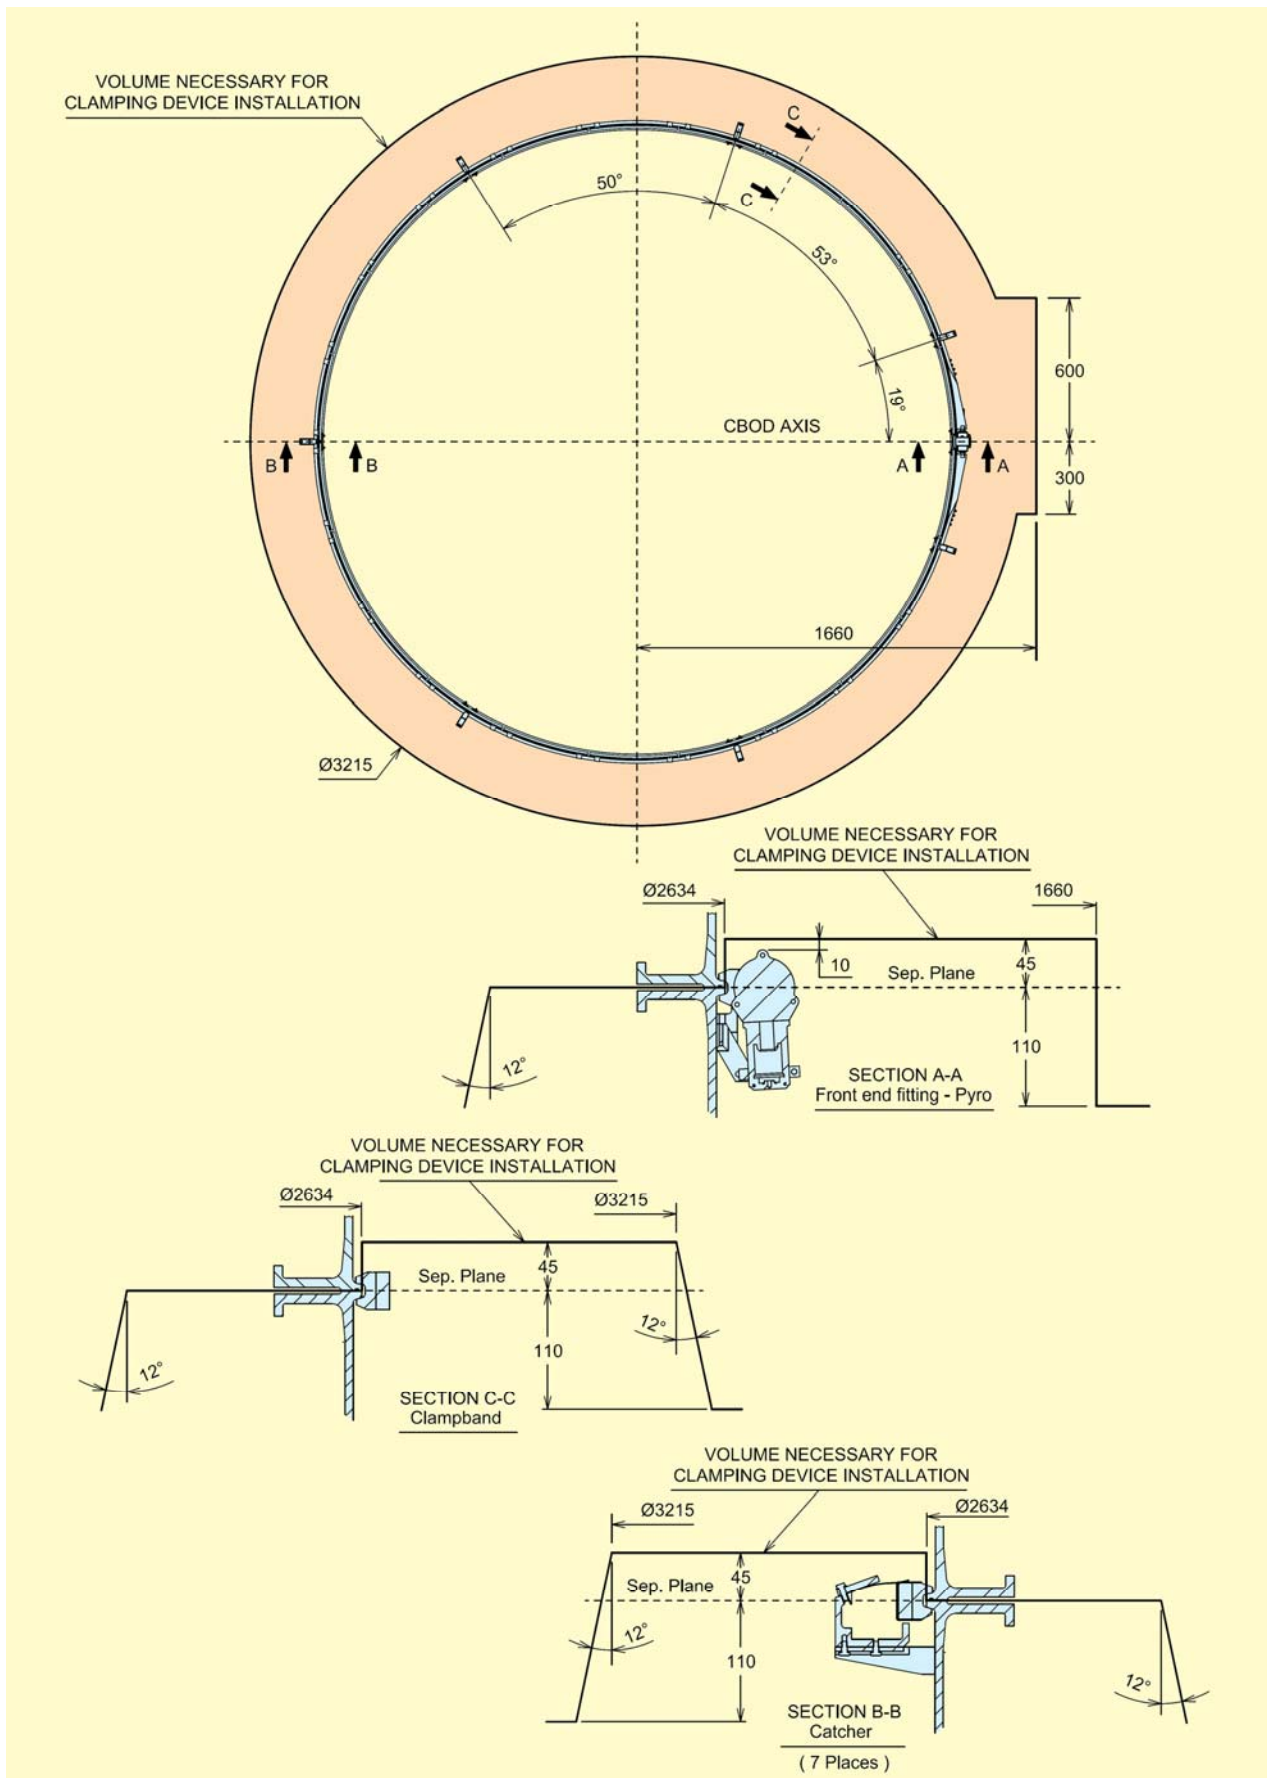 VOLUME NECESSARY FOR
CLAMPING DEVICE INSTALLATION
C
C
50°
53°
19°
600
300
CBOD AXIS
B
B
A
A
1660
Ø3215
VOLUME NECESSARY FOR
CLAMPING DEVICE INSTALLATION
Ø2634
1660
10
Sep. Plane
45
110
12°
SECTION A-A
Front end fitting - Pyro
VOLUME NECESSARY FOR
CLAMPING DEVICE INSTALLATION
Ø2634
Ø3215
Sep. Plane
45
12°
110
12°
SECTION C-C
Clampband
VOLUME NECESSARY FOR
CLAMPING DEVICE INSTALLATION
Ø3215
Ø2634
Sep. Plane
45
12°
110
12°
SECTION B-B
Catcher
( 7 Places )